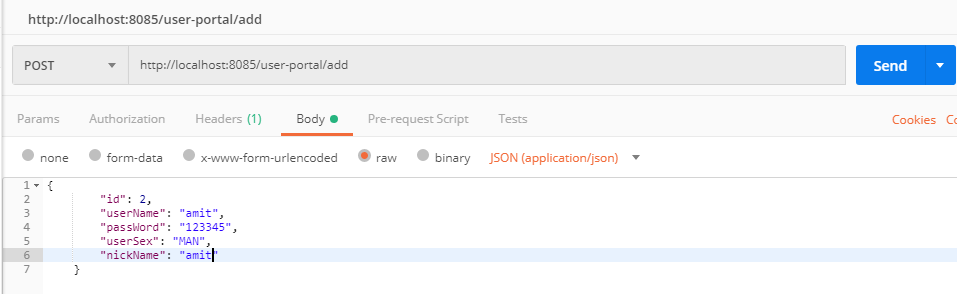 http://localhost:8085/user-portal/add
POST http://localhost:8085/user-portal/add Send
Params Authorization Headers (1) Body Pre-request Script Tests Cookies
none form-data x-www-form-urlencoded raw binary JSON (application/json)
1 {
2 "id": 2,
3 "userName": "amit",
4 "passWord": "123345",
5 "userSex": "MAN",
6 "nickName": "amit"
7 }